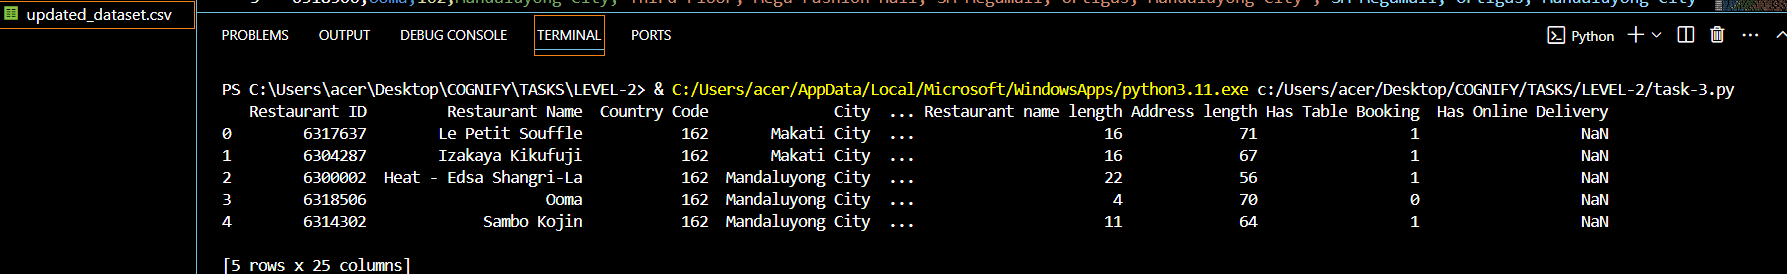 updated_dataset.csv
PROBLEMS OUTPUT DEBUG CONSOLE TERMINAL PORTS Python
PS C:\Users\acer\Desktop\COGNIFY\TASKS\LEVEL-2> & C:/Users/acer/AppData/Local/Microsoft/WindowsApps/python3.11.exe c:/Users/acer/Desktop/COGNIFY/TASKS/LEVEL-2/task-3.py
Restaurant ID Restaurant Name Country Code City ... Restaurant name length Address length Has Table Booking Has Online Delivery
0 6317637 Le Petit Souffle 162 Makati City ... 16 71 1 NaN
1 6304287 Izakaya Kikufuji 162 Makati City ... 16 67 1 NaN
2 6300002 Heat - Edsa Shangri-La 162 Mandaluyong City ... 22 56 1 NaN
3 6318506 Ooma 162 Mandaluyong City ... 4 70 0 NaN
4 6314302 Sambo Kojin 162 Mandaluyong City ... 11 64 1 NaN
[5 rows x 25 columns]